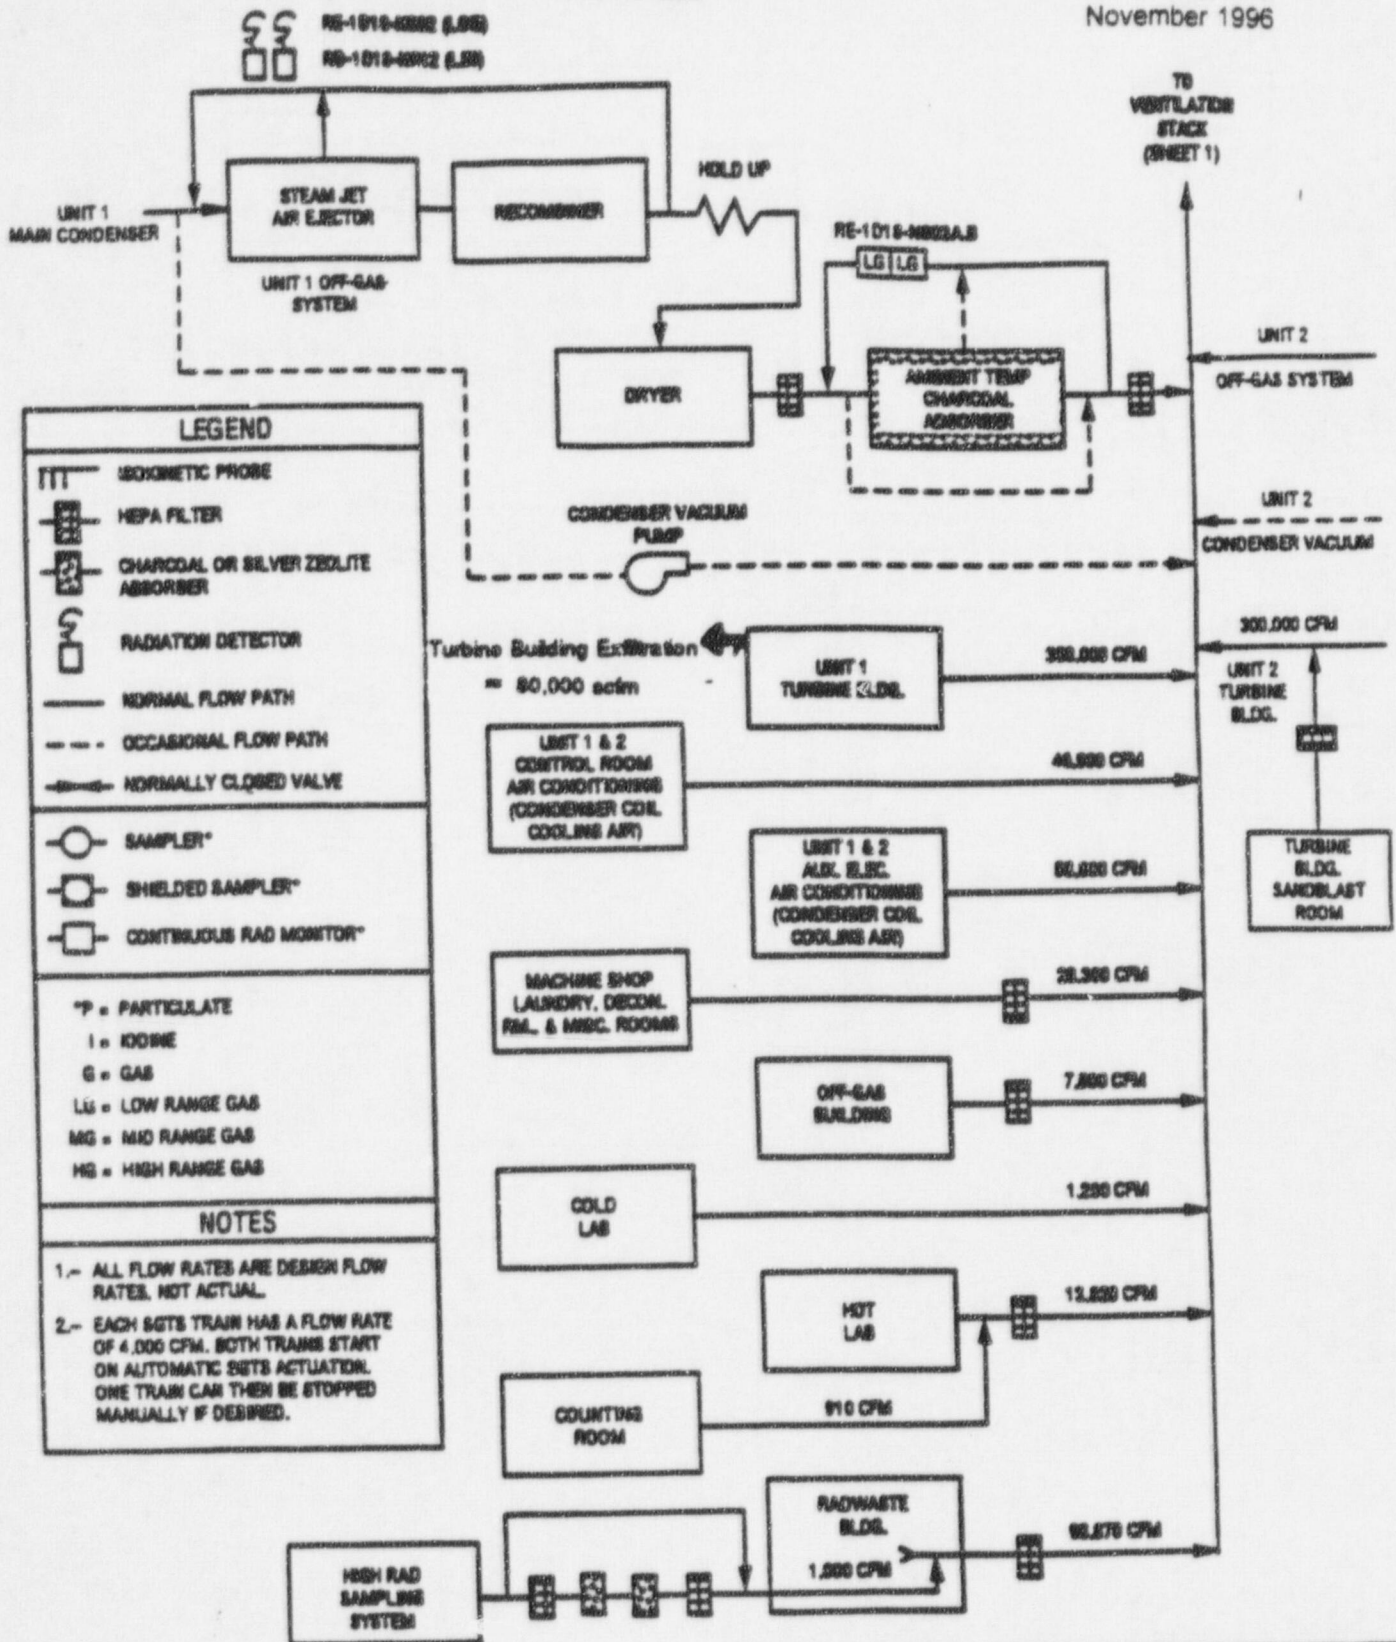 November 1996
TO
VENTILATION
STACK
(SHEET 1)
HOLD UP
UNIT 1
MAIN CONDENSER
STEAM JET
AIR EJECTOR
RECOMBINER
UNIT 1 OFF-GAS
SYSTEM
LG LG
UNIT 2
OFF-GAS SYSTEM
DRYER
AMBIENT TEMP
CHARCOAL
ADSORBER
UNIT 2
CONDENSER VACUUM
CONDENSER VACUUM
PUMP
LEGEND
ISOKINETIC PROBE
HEPA FILTER
CHARCOAL OR SILVER ZEOLITE
ABSORBER
RADIATION DETECTOR
NORMAL FLOW PATH
OCCASIONAL FLOW PATH
NORMALLY CLOSED VALVE
SAMPLER*
SHIELDED SAMPLER*
CONTINUOUS RAD MONITOR*
*P = PARTICULATE
I = IODINE
G = GAS
LG = LOW RANGE GAS
MG = MID RANGE GAS
HG = HIGH RANGE GAS
NOTES
1.- ALL FLOW RATES ARE DESIGN FLOW
RATES, NOT ACTUAL.
2.- EACH SGTS TRAIN HAS A FLOW RATE
OF 4,000 CFM. BOTH TRAINS START
ON AUTOMATIC SGTS ACTUATION.
ONE TRAIN CAN THEN BE STOPPED
MANUALLY IF DESIRED.
Turbine Building Exfiltration
UNIT 1
TURBINE BLDG.
CFM
300,000 CFM
UNIT 2
TURBINE
BLDG.
TURBINE
BLDG.
SANDBLAST
ROOM
UNIT 1 & 2
CONTROL ROOM
AIR CONDITIONING
(CONDENSER COIL
COOLING AIR)
CFM
UNIT 1 & 2
AUX. ELEC.
AIR CONDITIONING
(CONDENSER COIL
COOLING AIR)
CFM
MACHINE SHOP
LAUNDRY, DECON.
RM., & MISC. ROOMS
CFM
OFF-GAS
BUILDING
CFM
COLD
LAB
CFM
HOT
LAB
CFM
COUNTING
ROOM
910 CFM
RADWASTE
BLDG.
1,000 CFM
CFM
HIGH RAD
SAMPLING
SYSTEM